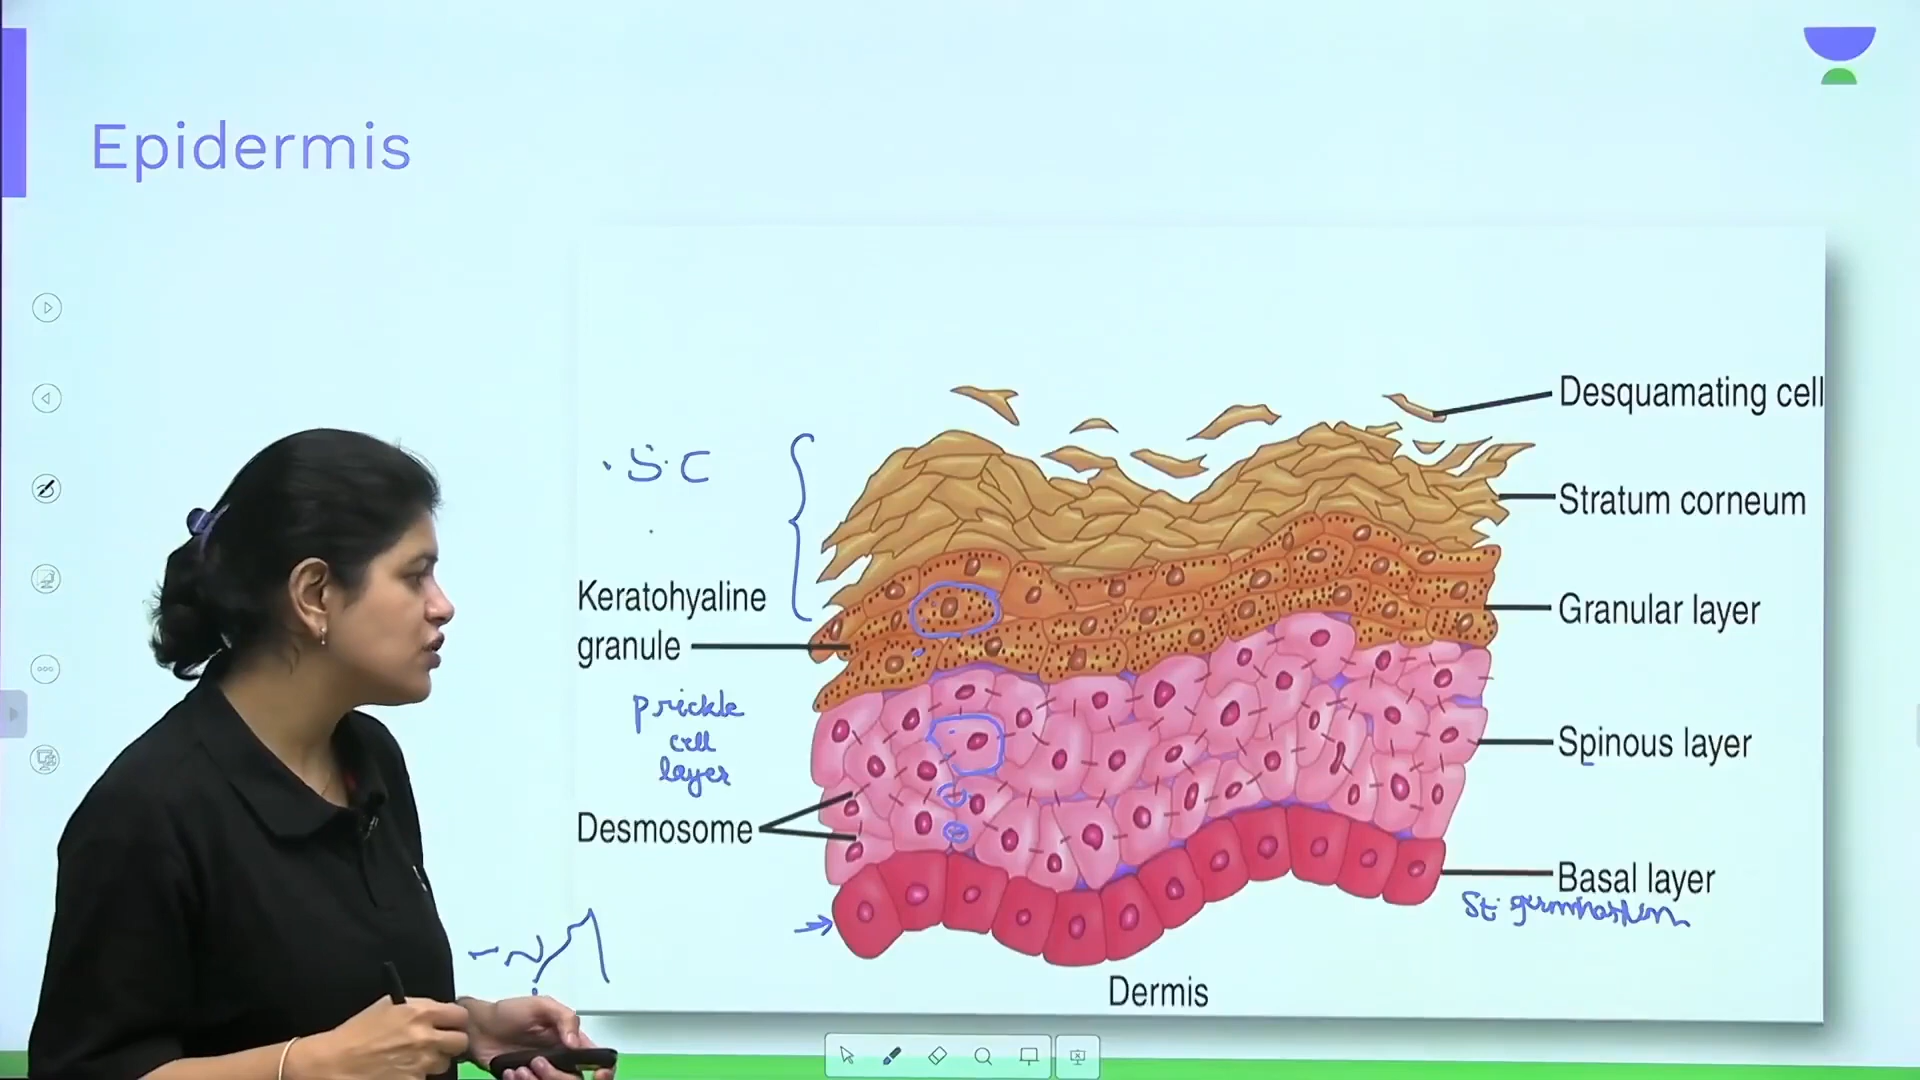 Epidermis
Desquamating cell
S.C
Stratum corneum
Keratohyaline
granule
Granular layer
prickle
cell
layer
Spinous layer
Desmosome
Basal layer
St. germinativum
Dermis